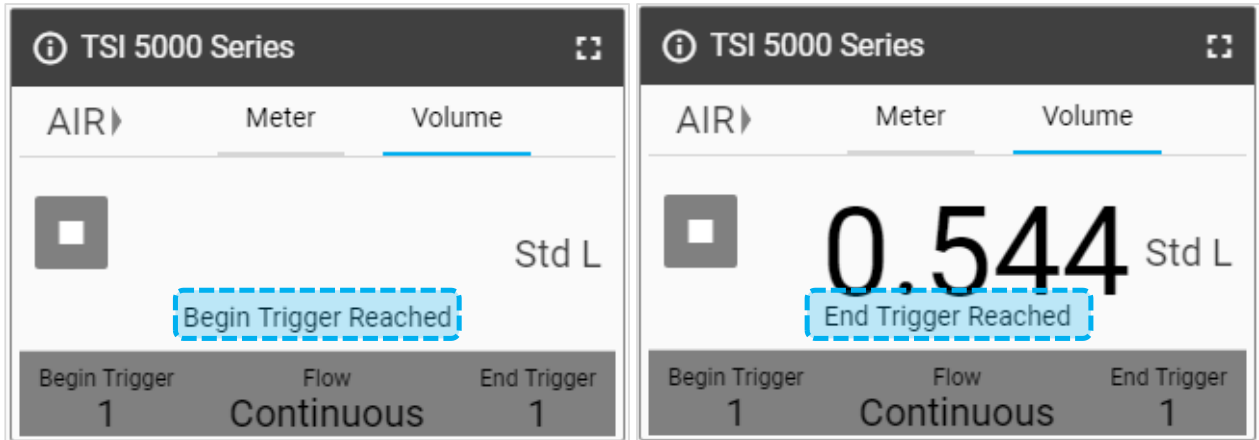 TSI 5000 Series
AIR
Meter
Volume
Std L
Begin Trigger Reached
Begin Trigger
Flow
End Trigger
1
Continuous
1
TSI 5000 Series
AIR
Meter
Volume
0.544 Std L
End Trigger Reached
Begin Trigger
Flow
End Trigger
1
Continuous
1